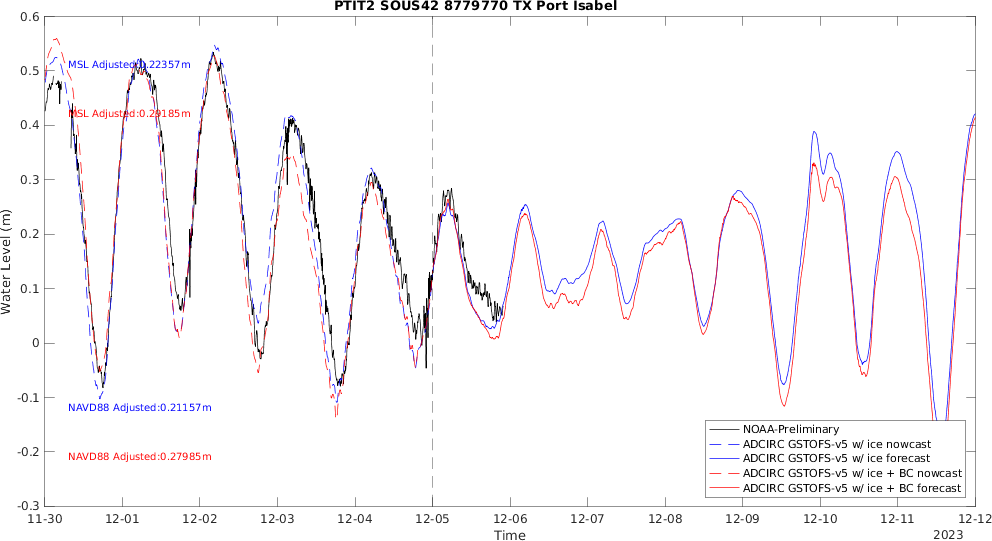 PTIT2 SOUS42 8779770 TX Port Isabel
0.6
0.5
0.4
0.3
0.2
0.1
0
-0.1
-0.2
-0.3
Water Level (m)
MSL Adjusted:0.22357m
MSL Adjusted:0.29185m
NAVD88 Adjusted:0.21157m
NAVD88 Adjusted:0.27985m
NOAA-Preliminary
ADCIRC GSTOFS-v5 w/ ice nowcast
ADCIRC GSTOFS-v5 w/ ice forecast
ADCIRC GSTOFS-v5 w/ ice + BC nowcast
ADCIRC GSTOFS-v5 w/ ice + BC forecast
11-30 12-01 12-02 12-03 12-04 12-05 12-06 12-07 12-08 12-09 12-10 12-11 12-12
Time
2023